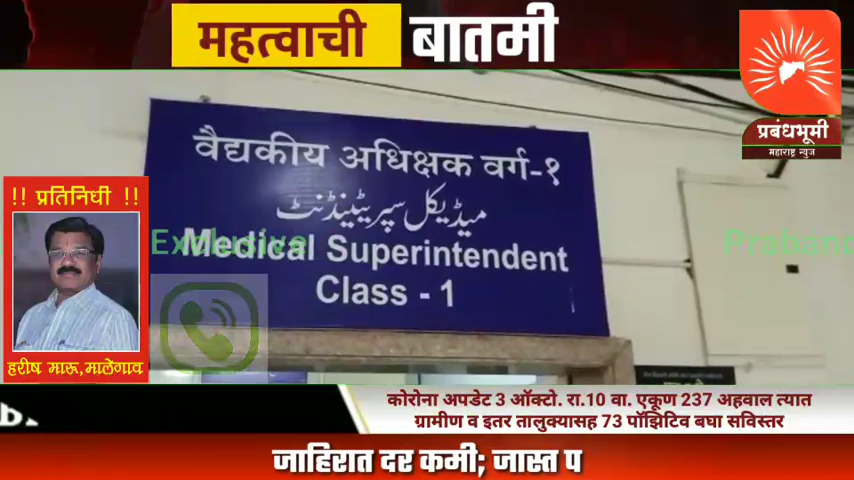 महत्वाची बातमी
प्रबंधभूमी
महाराष्ट्र न्युज
वैद्यकीय अधिक्षक वर्ग-१
میڈیکل سپریٹینڈنٹ
Medical Superintendent
Class - 1
Exclusive
Praband
!! प्रतिनिधी !!
हरीष मारू,मालेगाव
कोरोना अपडेट 3 ऑक्टो. रा.10 वा. एकूण 237 अहवाल त्यात
ग्रामीण व इतर तालुक्यासह 73 पॉझिटिव बघा सविस्तर
जाहिरात दर कमी; जास्त प